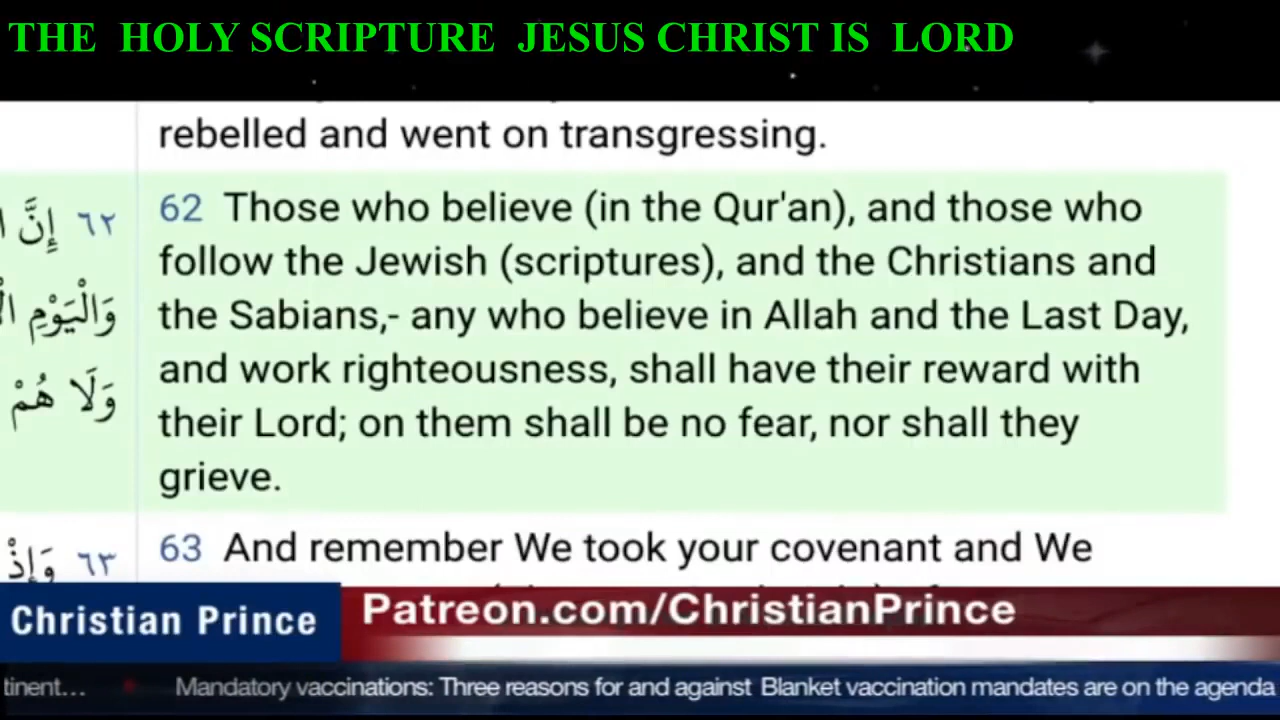 THE HOLY SCRIPTURE JESUS CHRIST IS LORD
rebelled and went on transgressing.
62 Those who believe (in the Qur'an), and those who
follow the Jewish (scriptures), and the Christians and
the Sabians,- any who believe in Allah and the Last Day,
and work righteousness, shall have their reward with
their Lord; on them shall be no fear, nor shall they
grieve.
٦٢ إِنَّ
وَالْيَوْمِ
وَلَا هُمْ
63 And remember We took your covenant and We
٦٣ وَإِذْ
Christian Prince
Patreon.com/ChristianPrince
tinent... Mandatory vaccinations: Three reasons for and against Blanket vaccination mandates are on the agenda